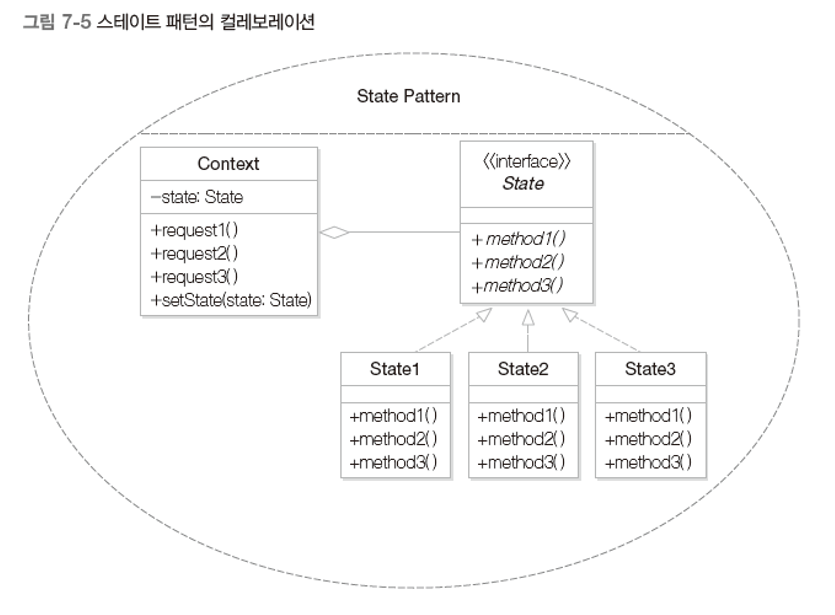 그림 7-5 스테이트 패턴의 컬레보레이션
State Pattern
Context
-state: State
+request1()
+request2()
+request3()
+setState(state: State)
<<interface>>
State
+method1()
+method2()
+method3()
State1
+method1()
+method2()
+method3()
State2
+method1()
+method2()
+method3()
State3
+method1()
+method2()
+method3()